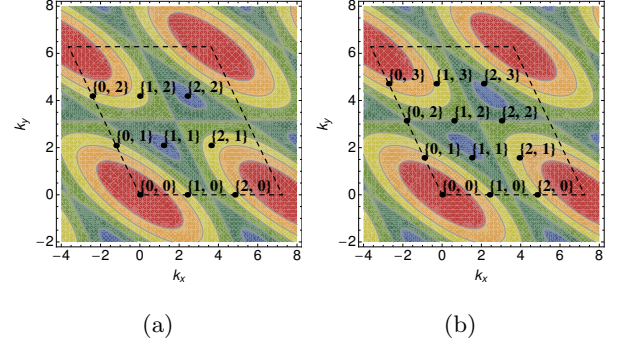 8
6
4
2
0
−2
k_y
{0, 2} {1, 2} {2, 2}
{0, 1} {1, 1} {2, 1}
{0, 0} {1, 0} {2, 0}
−4 −2 0 2 4 6 8
k_x
(a)
8
6
4
2
0
−2
k_y
{0, 3} {1, 3} {2, 3}
{0, 2} {1, 2} {2, 2}
{0, 1} {1, 1} {2, 1}
{0, 0} {1, 0} {2, 0}
−4 −2 0 2 4 6 8
k_x
(b)